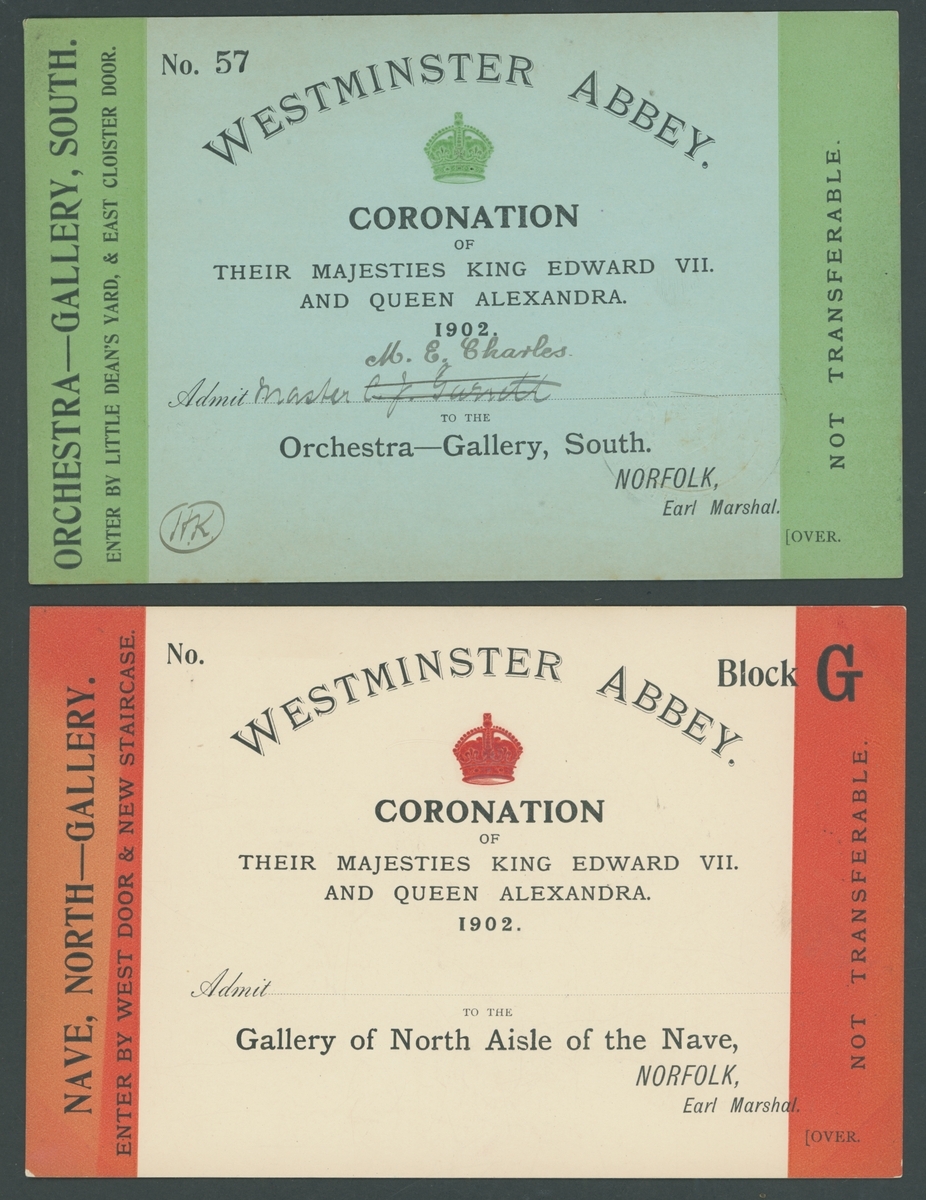 ORCHESTRA—GALLERY, SOUTH.
ENTER BY LITTLE DEAN'S YARD, & EAST CLOISTER DOOR.
No. 57
WESTMINSTER ABBEY.
CORONATION
OF
THEIR MAJESTIES KING EDWARD VII.
AND QUEEN ALEXANDRA.
1902.
M. E. Charles.
Admit Master C. J. Garnett
TO THE
Orchestra—Gallery, South.
NORFOLK,
Earl Marshal.
H.K.
[OVER.
NOT TRANSFERABLE.
NAVE, NORTH—GALLERY.
ENTER BY WEST DOOR & NEW STAIRCASE.
No.
Block G
WESTMINSTER ABBEY.
CORONATION
OF
THEIR MAJESTIES KING EDWARD VII.
AND QUEEN ALEXANDRA.
1902.
Admit
TO THE
Gallery of North Aisle of the Nave,
NORFOLK,
Earl Marshal.
[OVER.
NOT TRANSFERABLE.